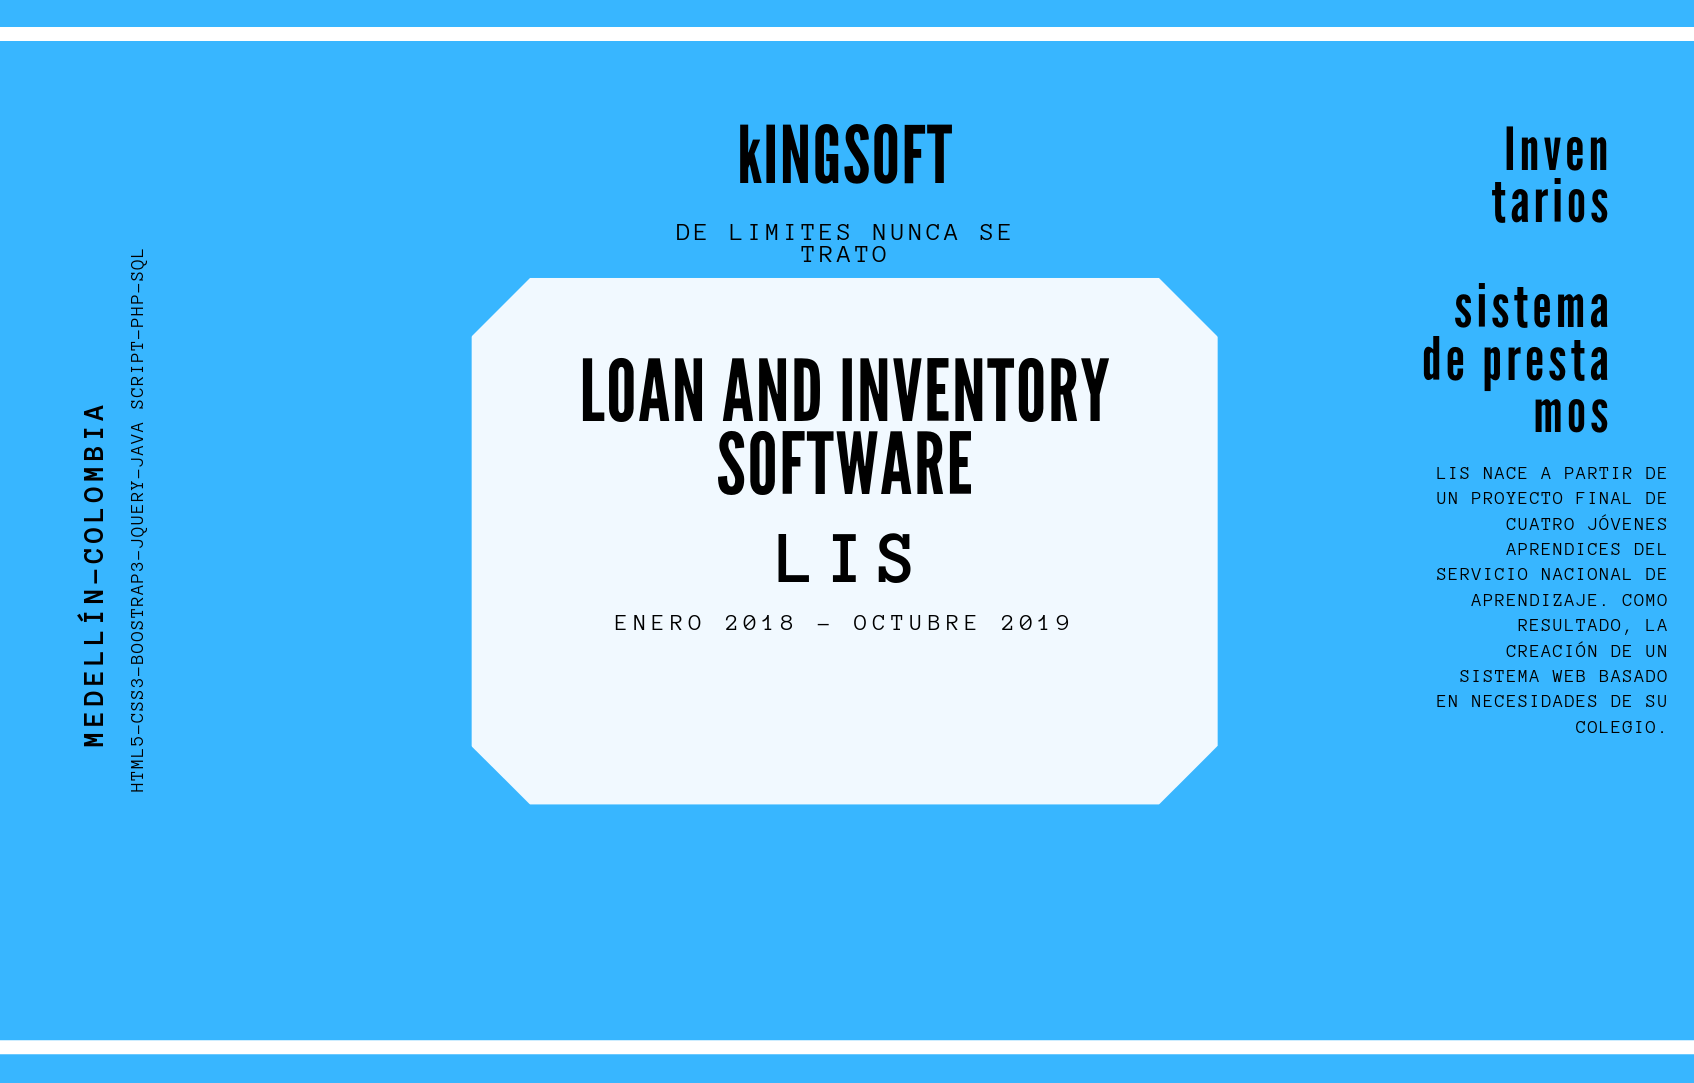 MEDELLÍN-COLOMBIA
HTML5-CSS3-BOOSTRAP3-JQUERY-JAVA SCRIPT-PHP-SQL
kINGSOFT
DE LIMITES NUNCA SE
TRATO
LOAN AND INVENTORY
SOFTWARE
LIS
ENERO 2018 - OCTUBRE 2019
Inven
tarios
sistema
de presta
mos
LIS NACE A PARTIR DE
UN PROYECTO FINAL DE
CUATRO JÓVENES
APRENDICES DEL
SERVICIO NACIONAL DE
APRENDIZAJE. COMO
RESULTADO, LA
CREACIÓN DE UN
SISTEMA WEB BASADO
EN NECESIDADES DE SU
COLEGIO.